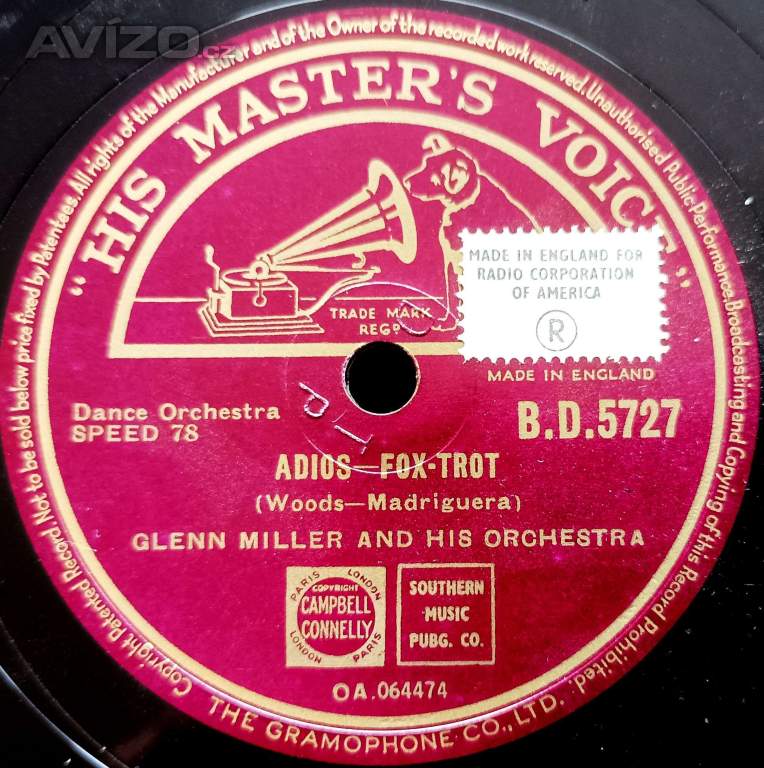 AVÍZO.cz
Copyright Patented Record Not to be sold below price fixed by Patentees. All rights of the Manufacturer and of the Owner of the recorded work reserved. Unauthorised Public Performance, Broadcasting and Copying of this Record Prohibited.
"HIS MASTER'S VOICE"
TRADE MARK
REGD
MADE IN ENGLAND FOR
RADIO CORPORATION
OF AMERICA
R
MADE IN ENGLAND
Dance Orchestra
SPEED 78
B.D.5727
ADIOS—FOX-TROT
(Woods—Madriguera)
GLENN MILLER AND HIS ORCHESTRA
PARIS LONDON
COPYRIGHT
CAMPBELL
CONNELLY
LONDON PARIS
SOUTHERN
MUSIC
PUBG. CO.
OA.064474
THE GRAMOPHONE CO., LTD.